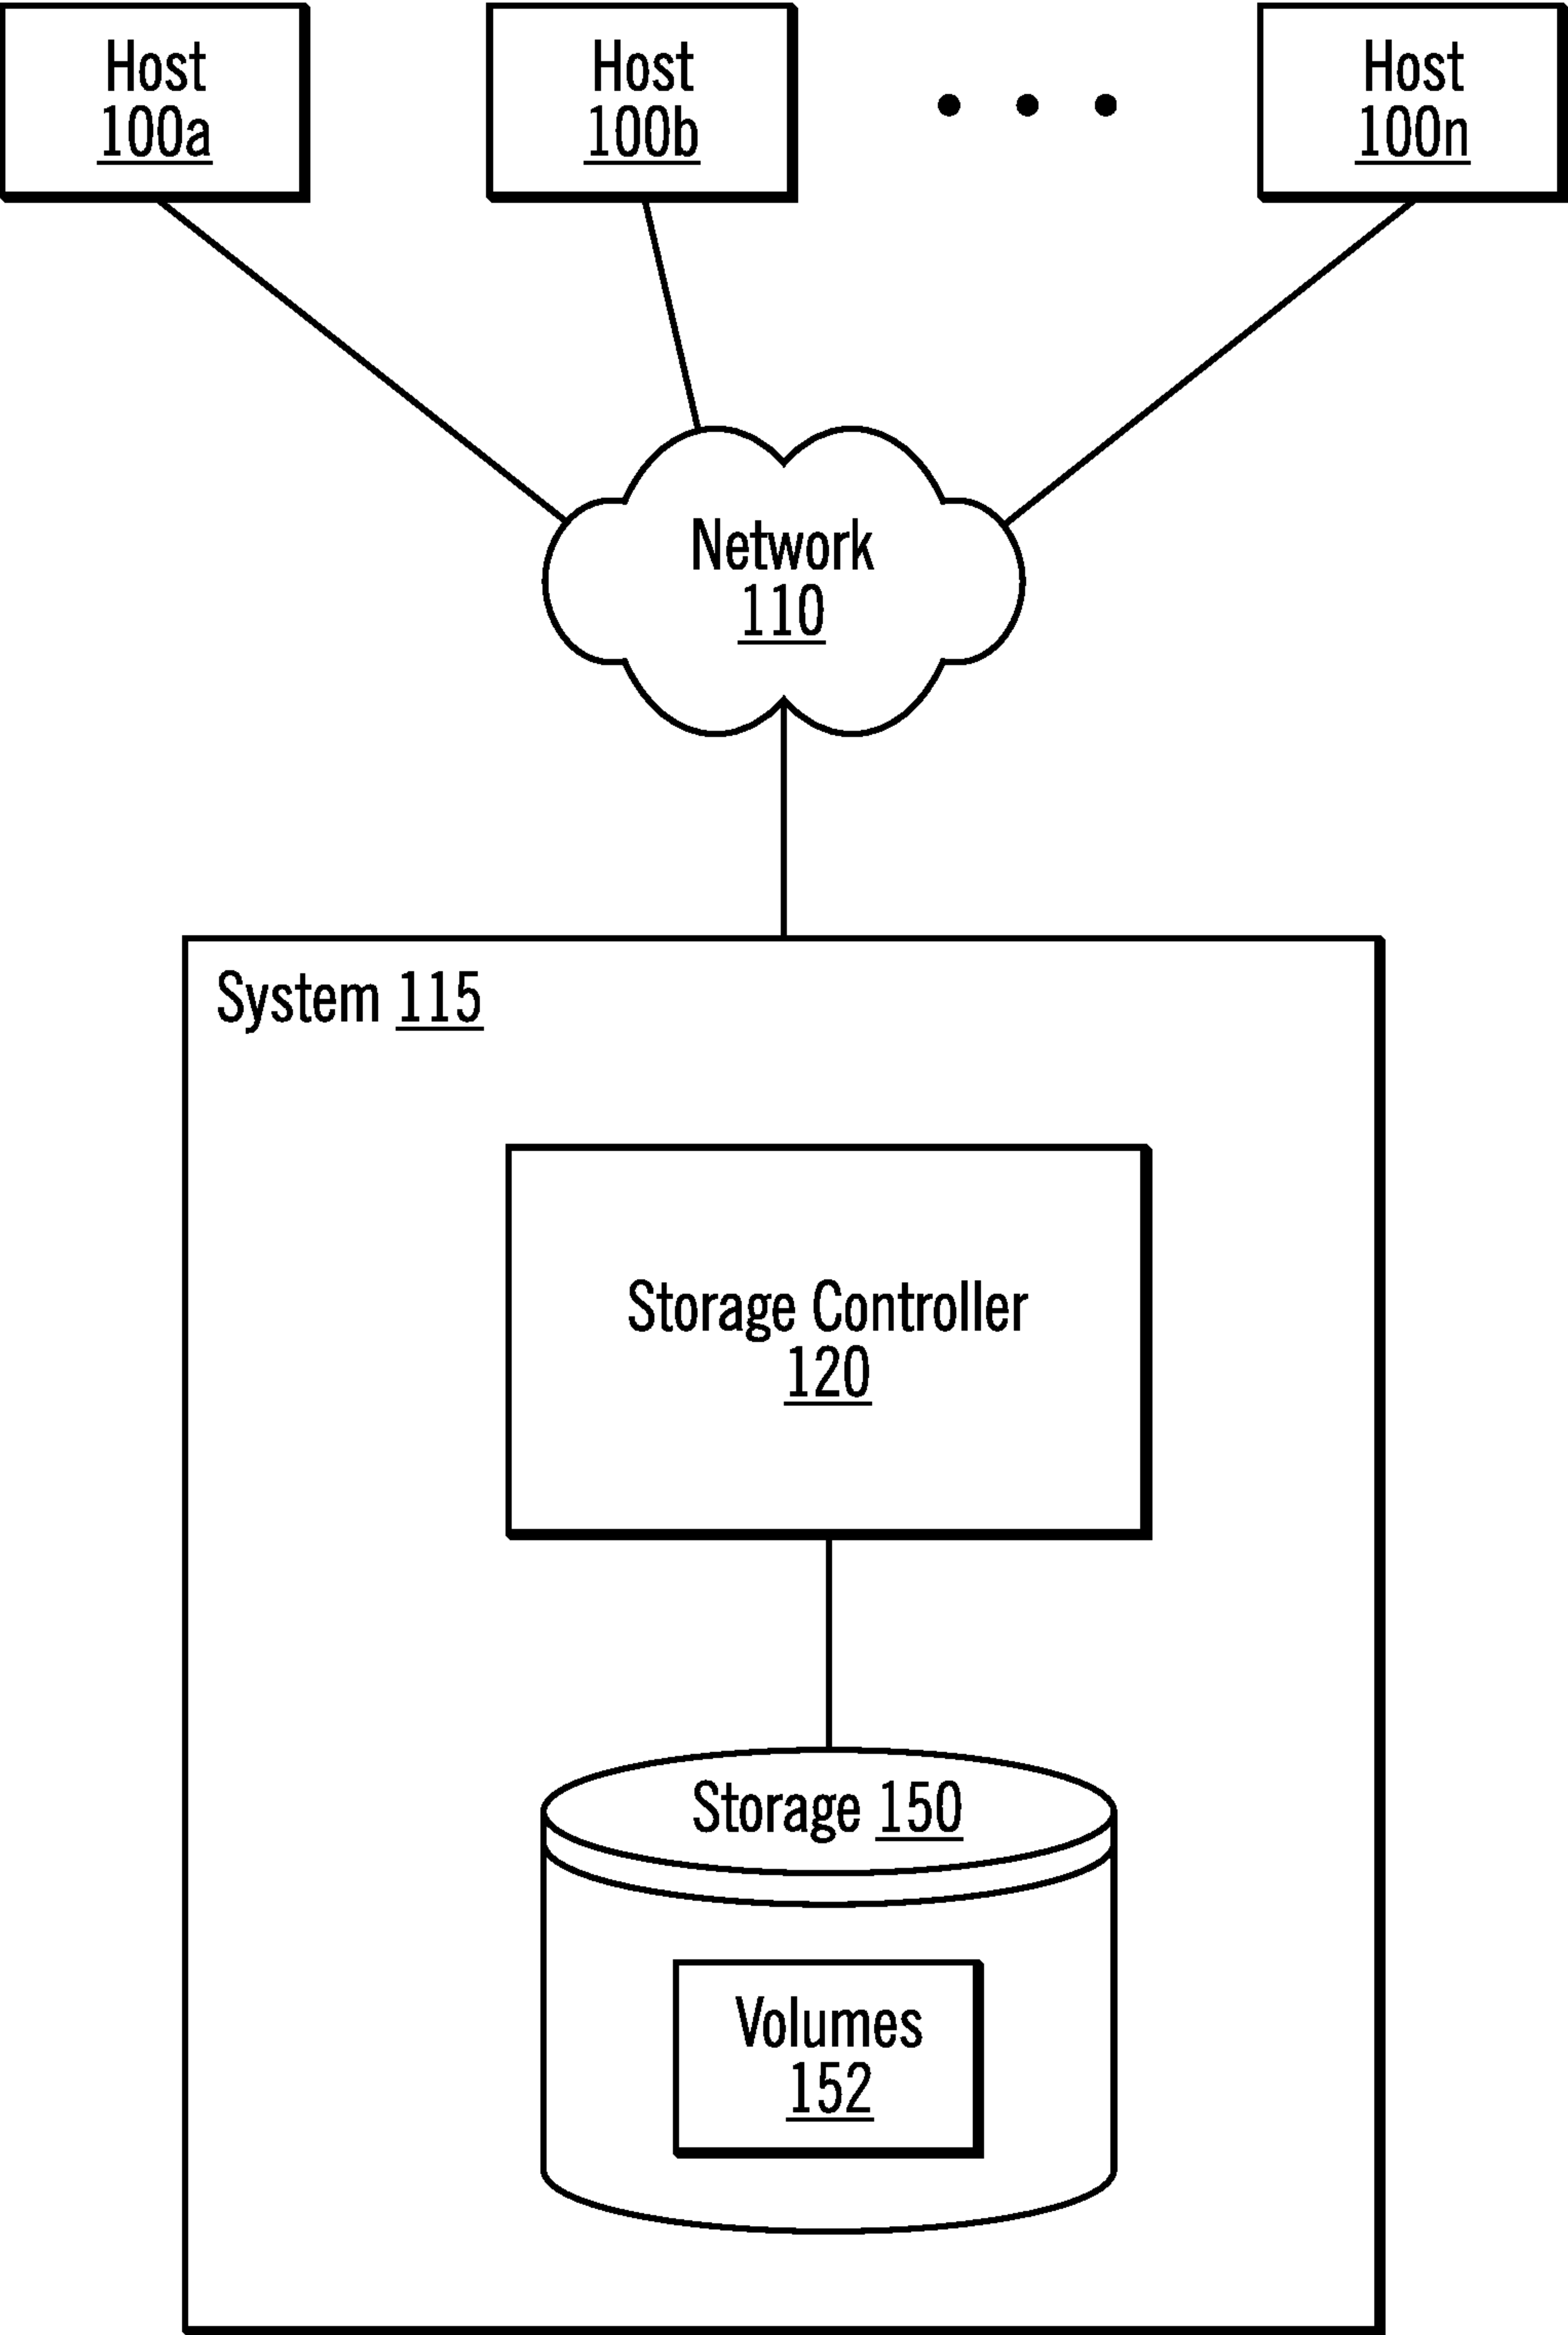 Host
100a
Host
100b
Host
100n
Network
110
System 115
Storage Controller
120
Storage 150
Volumes
152